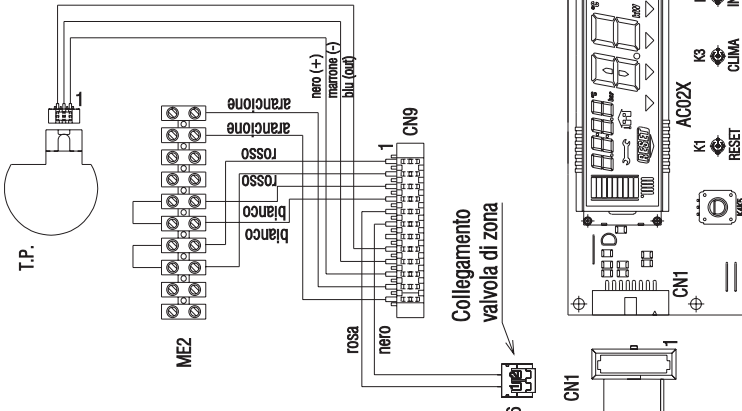 T.P.
1
ME2
arancione
arancione
rosso
rosso
bianco
bianco
nero (+)
marrone (-)
blu (out)
1
CN9
rosa
nero
Collegamento
valvola di zona
CN1
1
CN1
AC02X
RESET
bar
°C
°C
K1
RESET
K3
CLIMA